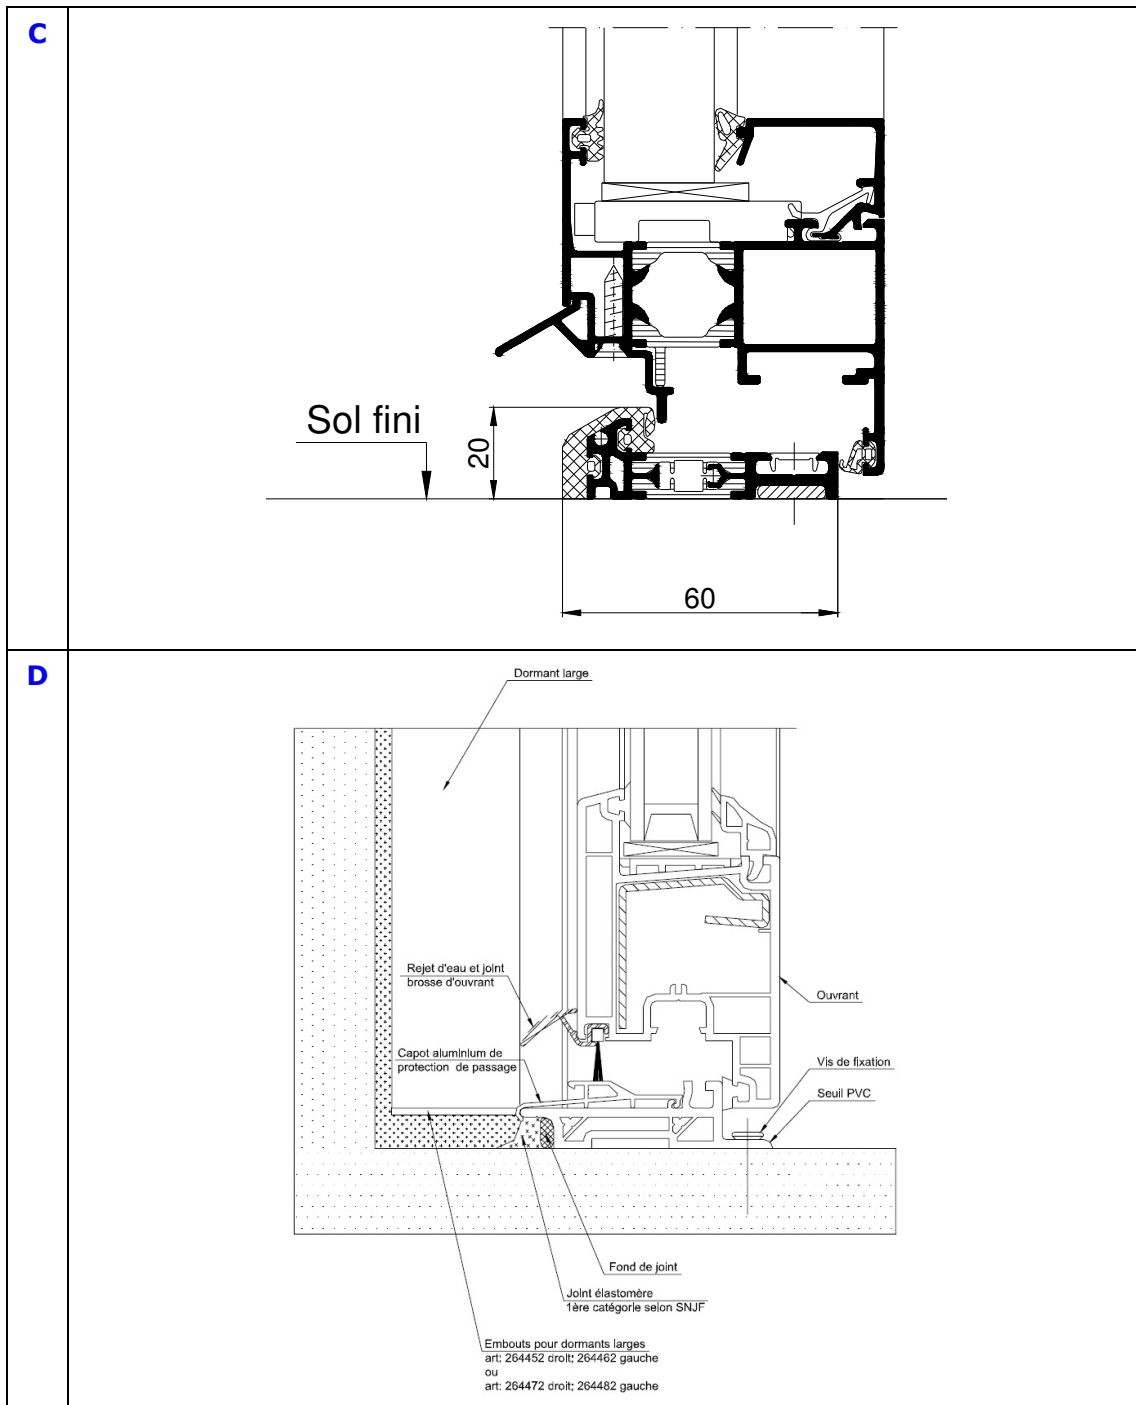 C
Sol fini
20
60
D
Dormant large
Rejet d'eau et joint
brosse d'ouvrant
Ouvrant
Capot aluminium de
protection de passage
Vis de fixation
Seuil PVC
Fond de joint
Joint élastomère
1ère catégorie selon SNJF
Embouts pour dormants larges
art: 264452 droit; 264462 gauche
ou
art: 264472 droit; 264482 gauche